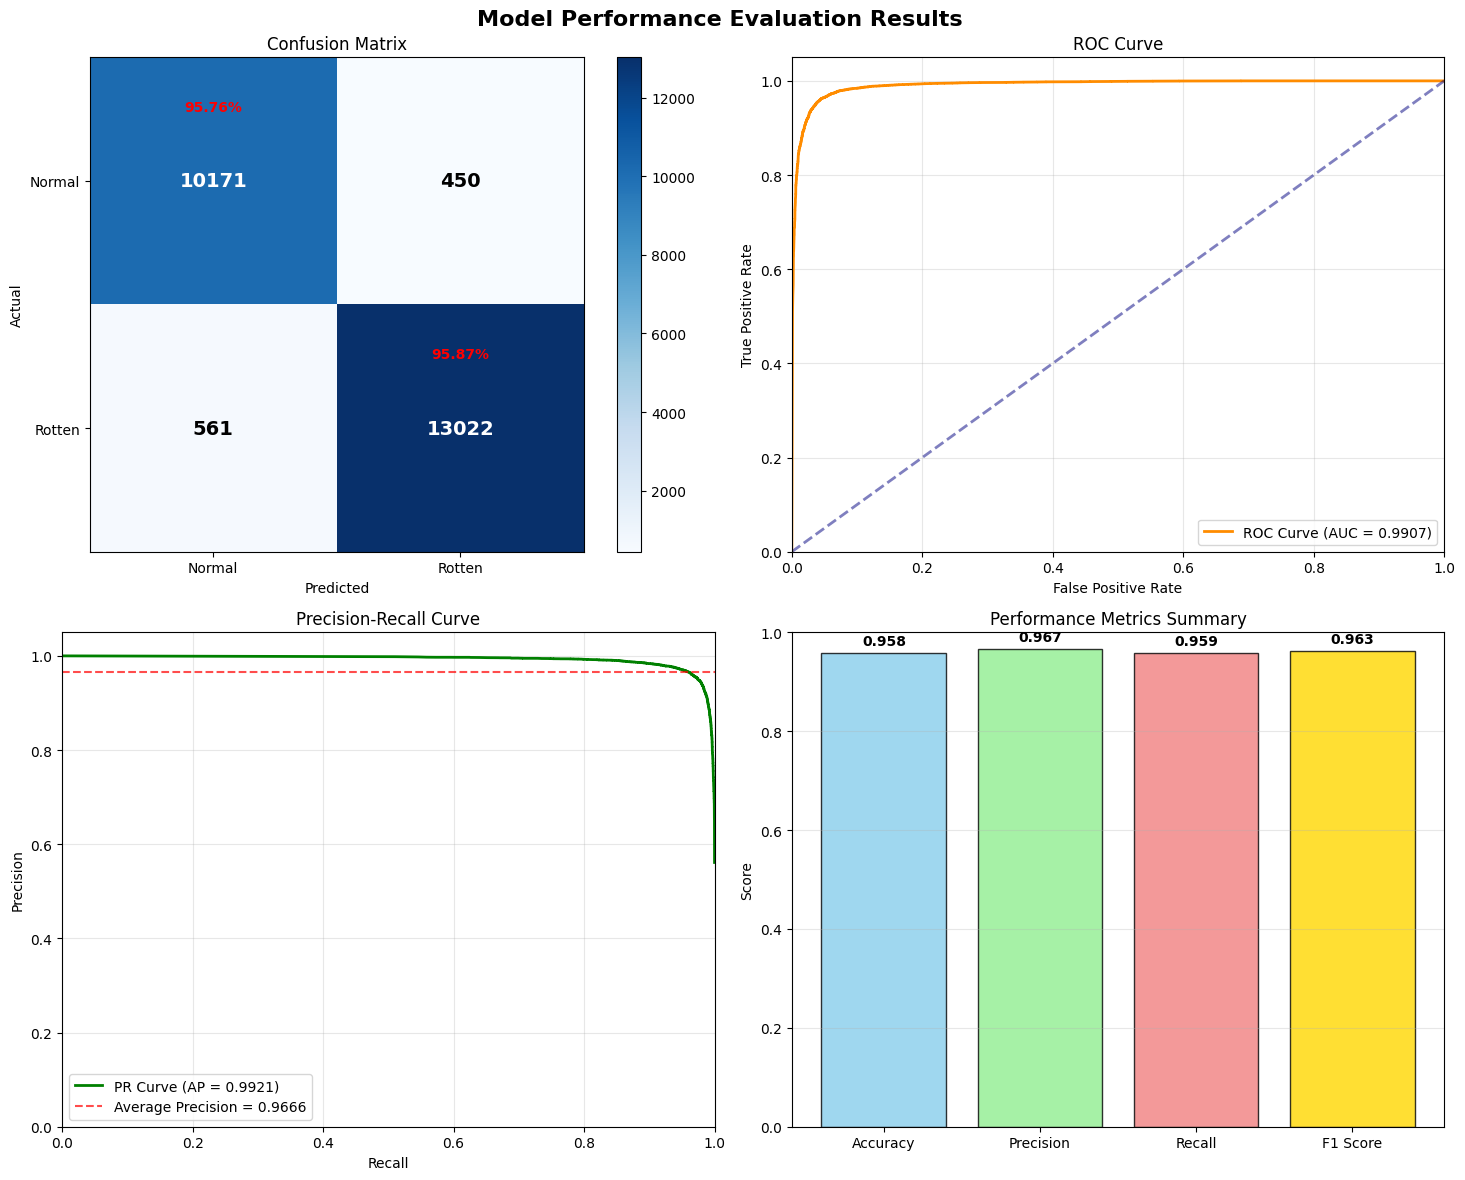 Model Performance Evaluation Results
Confusion Matrix
95.76%
10171
450
95.87%
561
13022
Normal
Rotten
Actual
Normal
Rotten
Predicted
12000
10000
8000
6000
4000
2000
ROC Curve
1.0
0.8
0.6
0.4
0.2
0.0
True Positive Rate
0.0
0.2
0.4
0.6
0.8
1.0
False Positive Rate
ROC Curve (AUC = 0.9907)
Precision-Recall Curve
1.0
0.8
0.6
0.4
0.2
0.0
Precision
PR Curve (AP = 0.9921)
Average Precision = 0.9666
0.0
0.2
0.4
0.6
0.8
1.0
Recall
Performance Metrics Summary
1.0
0.8
0.6
0.4
0.2
0.0
Score
0.958
0.967
0.959
0.963
Accuracy
Precision
Recall
F1 Score